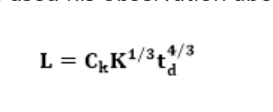 L = C_k K^{1/3} t_d^{4/3}